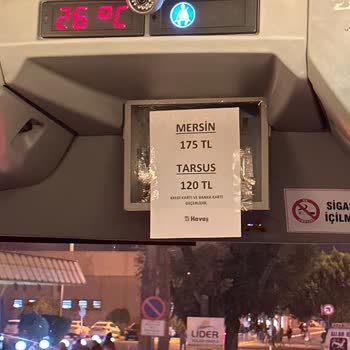 26 °C
MERSİN
175 TL
TARSUS
120 TL
KREDİ KARTI VE BANKA KARTI
GEÇERLİDİR.
Havaş
SİGAR
İÇİLM
LİDER